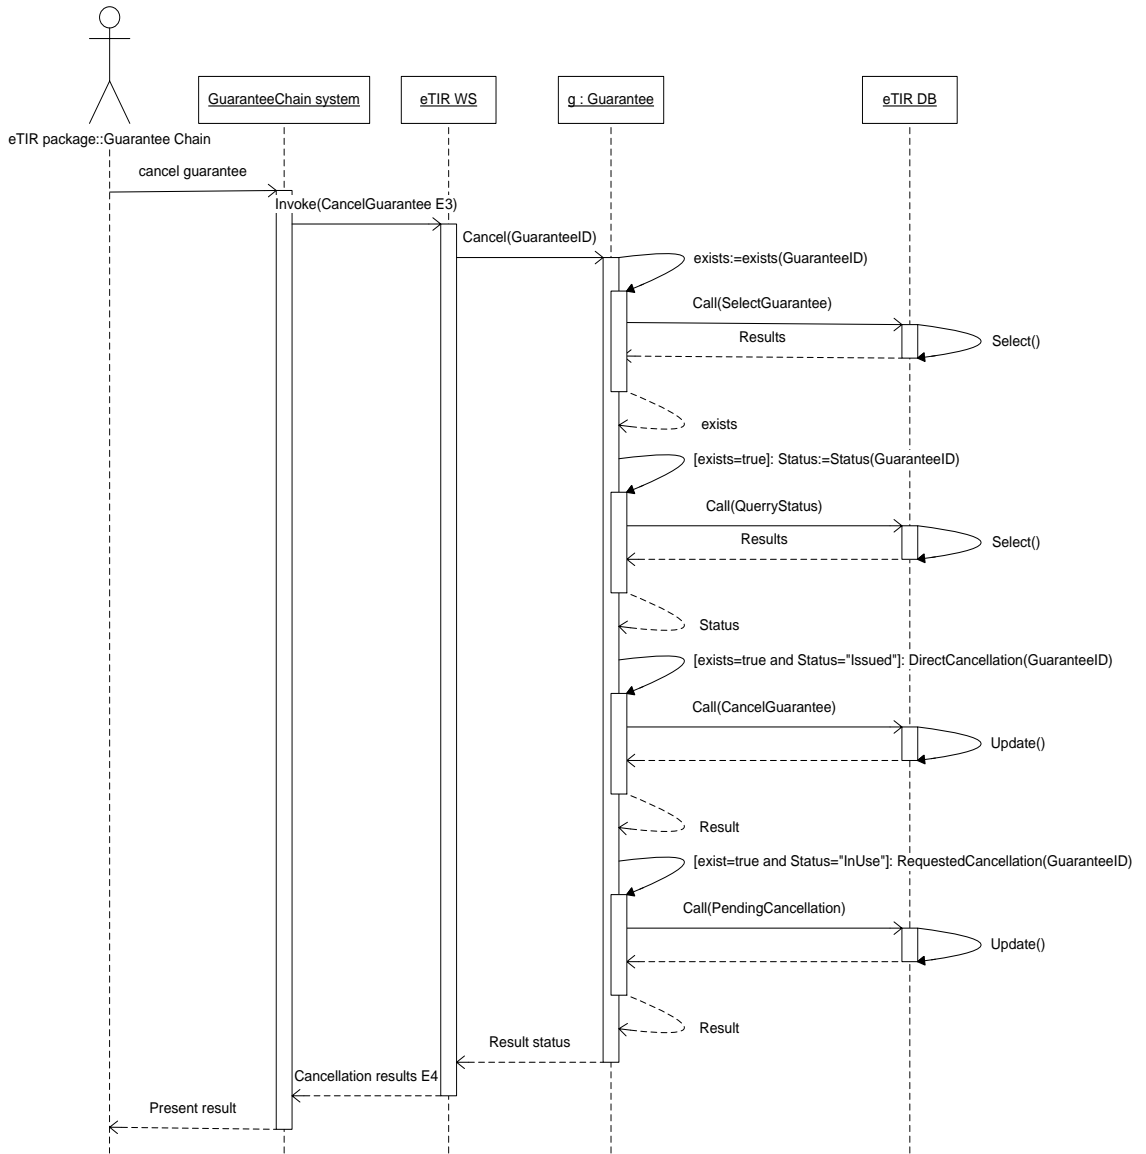 GuaranteeChain system
eTIR WS
g : Guarantee
eTIR DB
eTIR package::Guarantee Chain
cancel guarantee
Invoke(CancelGuarantee E3)
Cancel(GuaranteeID)
exists:=exists(GuaranteeID)
Call(SelectGuarantee)
Results
Select()
exists
[exists=true]: Status:=Status(GuaranteeID)
Call(QuerryStatus)
Results
Select()
Status
[exists=true and Status="Issued"]: DirectCancellation(GuaranteeID)
Call(CancelGuarantee)
Update()
Result
[exist=true and Status="InUse"]: RequestedCancellation(GuaranteeID)
Call(PendingCancellation)
Update()
Result
Result status
Cancellation results E4
Present result